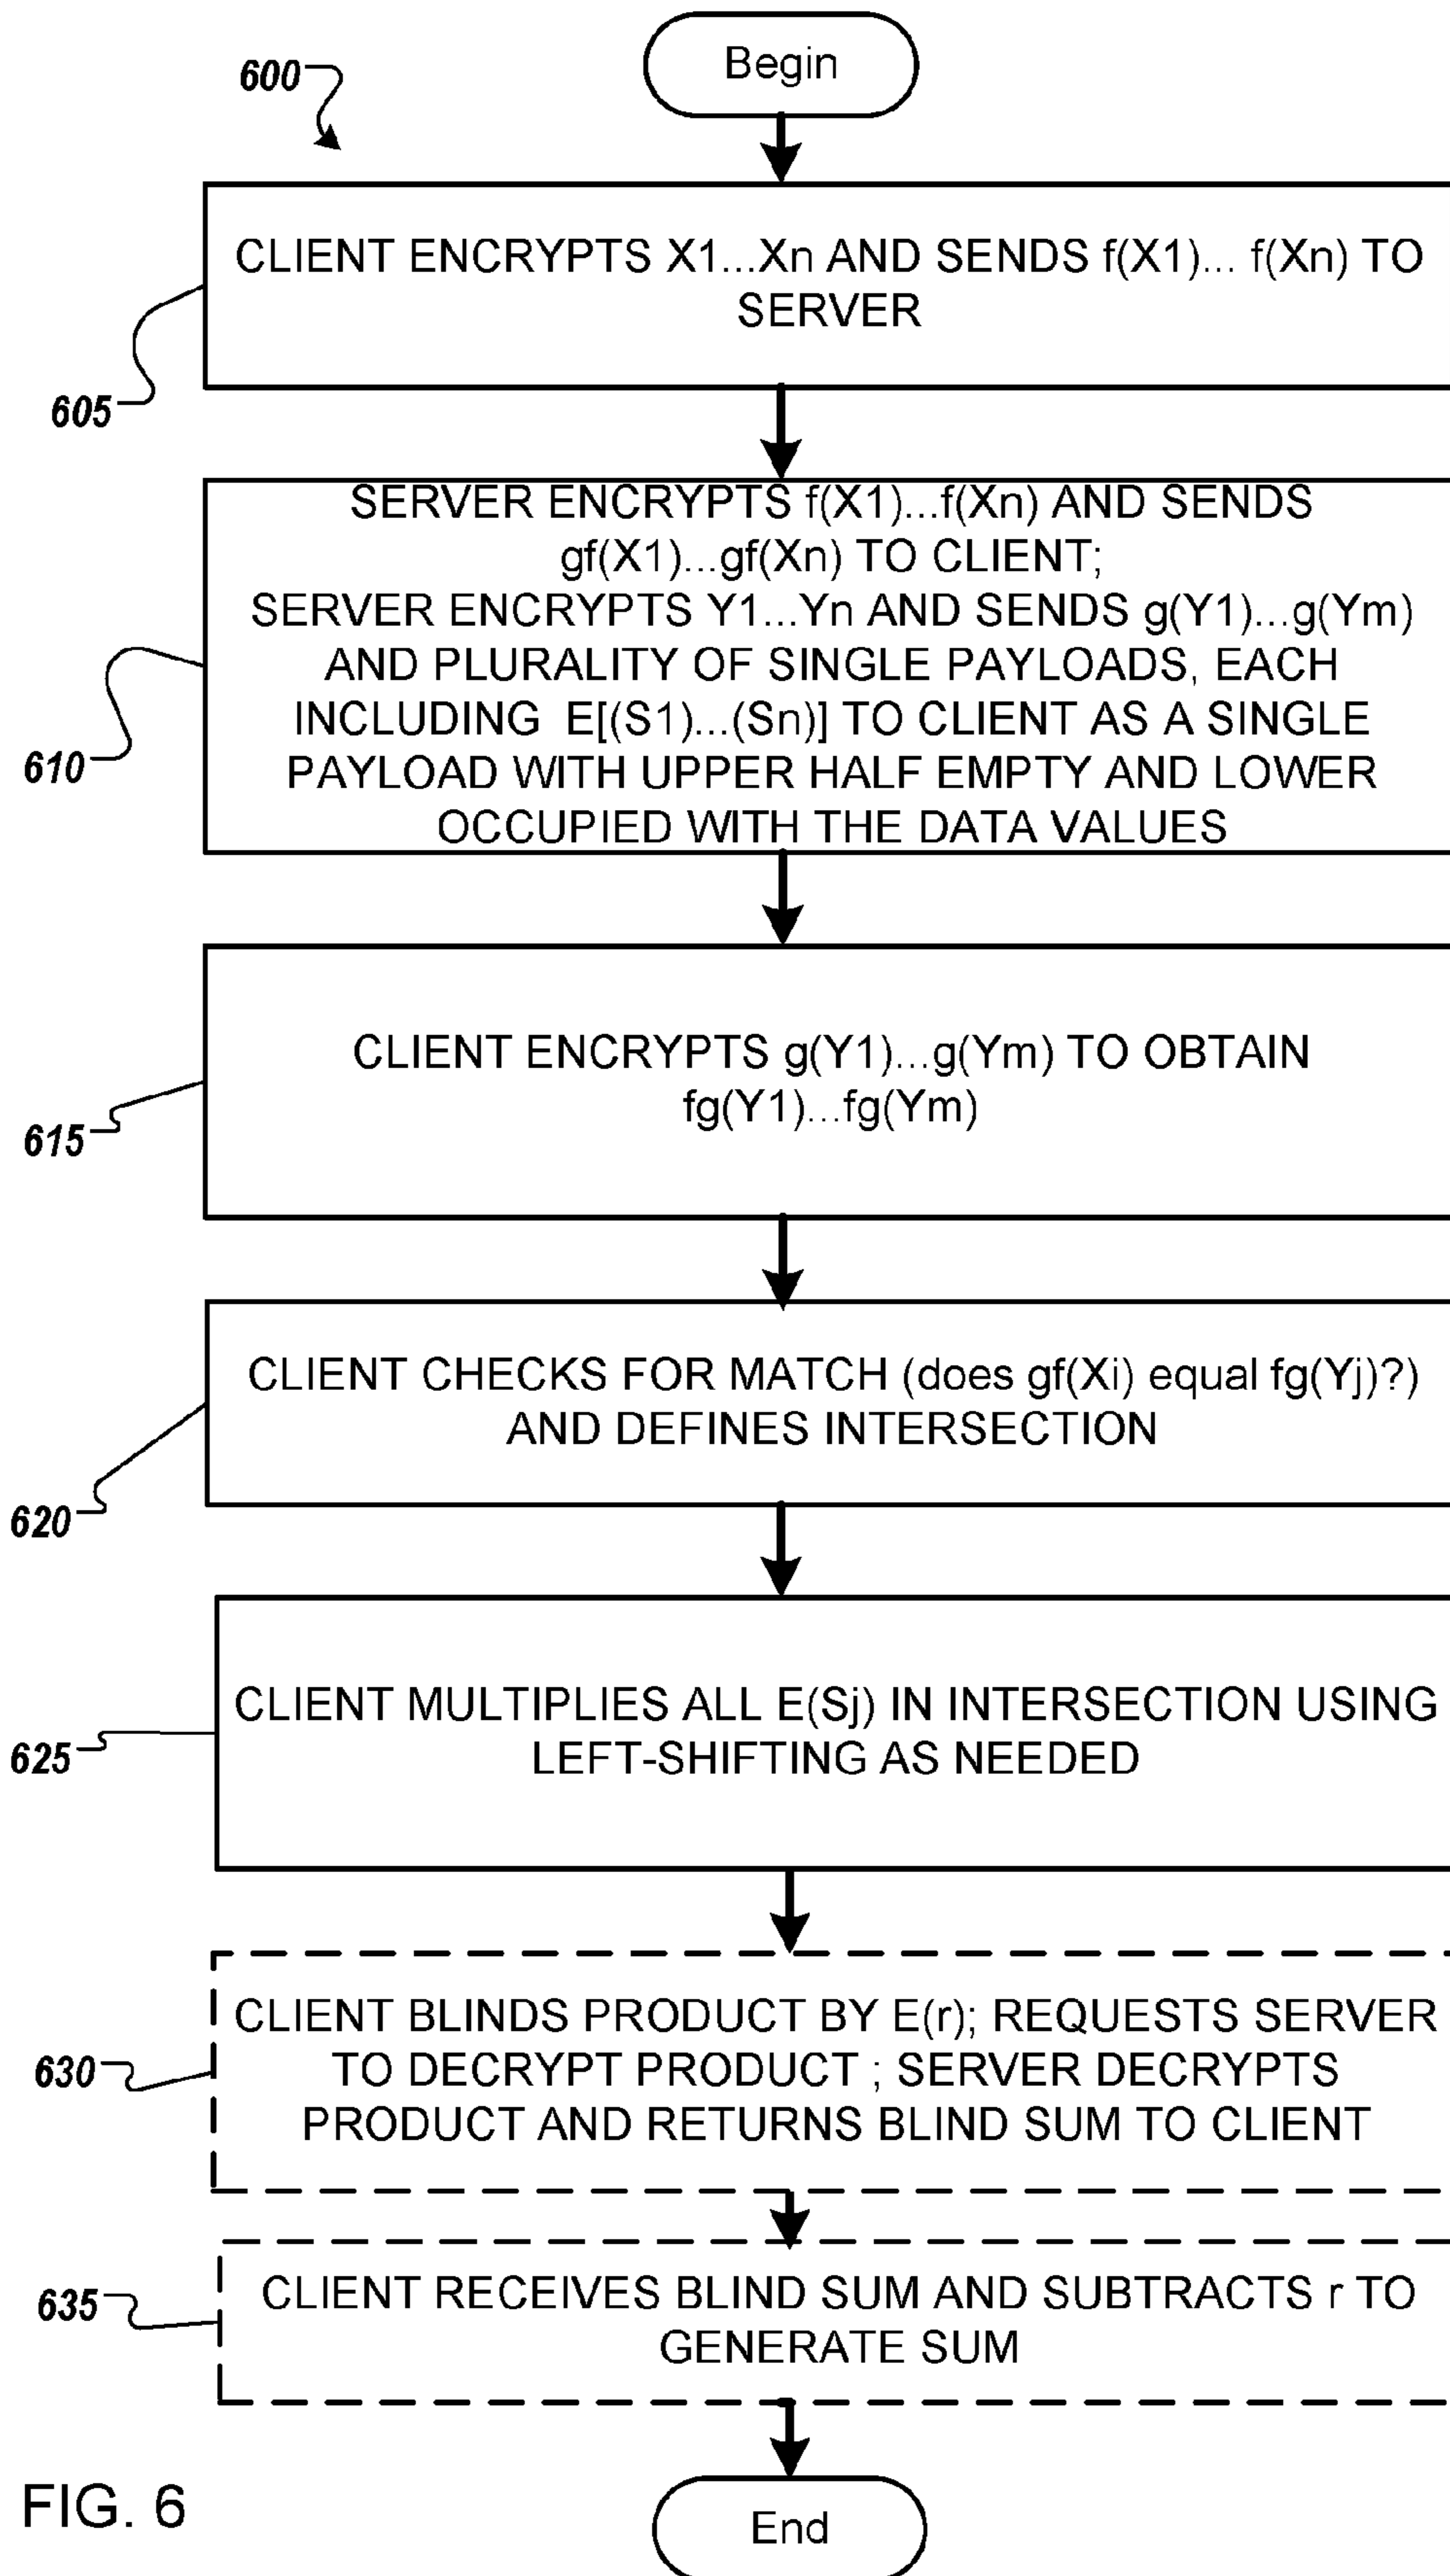 Begin
600
CLIENT ENCRYPTS X1...Xn AND SENDS f(X1)... f(Xn) TO
SERVER
605
SERVER ENCRYPTS f(X1)...f(Xn) AND SENDS
gf(X1)...gf(Xn) TO CLIENT;
SERVER ENCRYPTS Y1...Yn AND SENDS g(Y1)...g(Ym)
AND PLURALITY OF SINGLE PAYLOADS, EACH
INCLUDING E[(S1)...(Sn)] TO CLIENT AS A SINGLE
PAYLOAD WITH UPPER HALF EMPTY AND LOWER
OCCUPIED WITH THE DATA VALUES
610
CLIENT ENCRYPTS g(Y1)...g(Ym) TO OBTAIN
fg(Y1)...fg(Ym)
615
CLIENT CHECKS FOR MATCH (does gf(Xi) equal fg(Yj)?)
AND DEFINES INTERSECTION
620
CLIENT MULTIPLIES ALL E(Sj) IN INTERSECTION USING
LEFT-SHIFTING AS NEEDED
625
CLIENT BLINDS PRODUCT BY E(r); REQUESTS SERVER
TO DECRYPT PRODUCT ; SERVER DECRYPTS
PRODUCT AND RETURNS BLIND SUM TO CLIENT
630
CLIENT RECEIVES BLIND SUM AND SUBTRACTS r TO
GENERATE SUM
635
End
FIG. 6